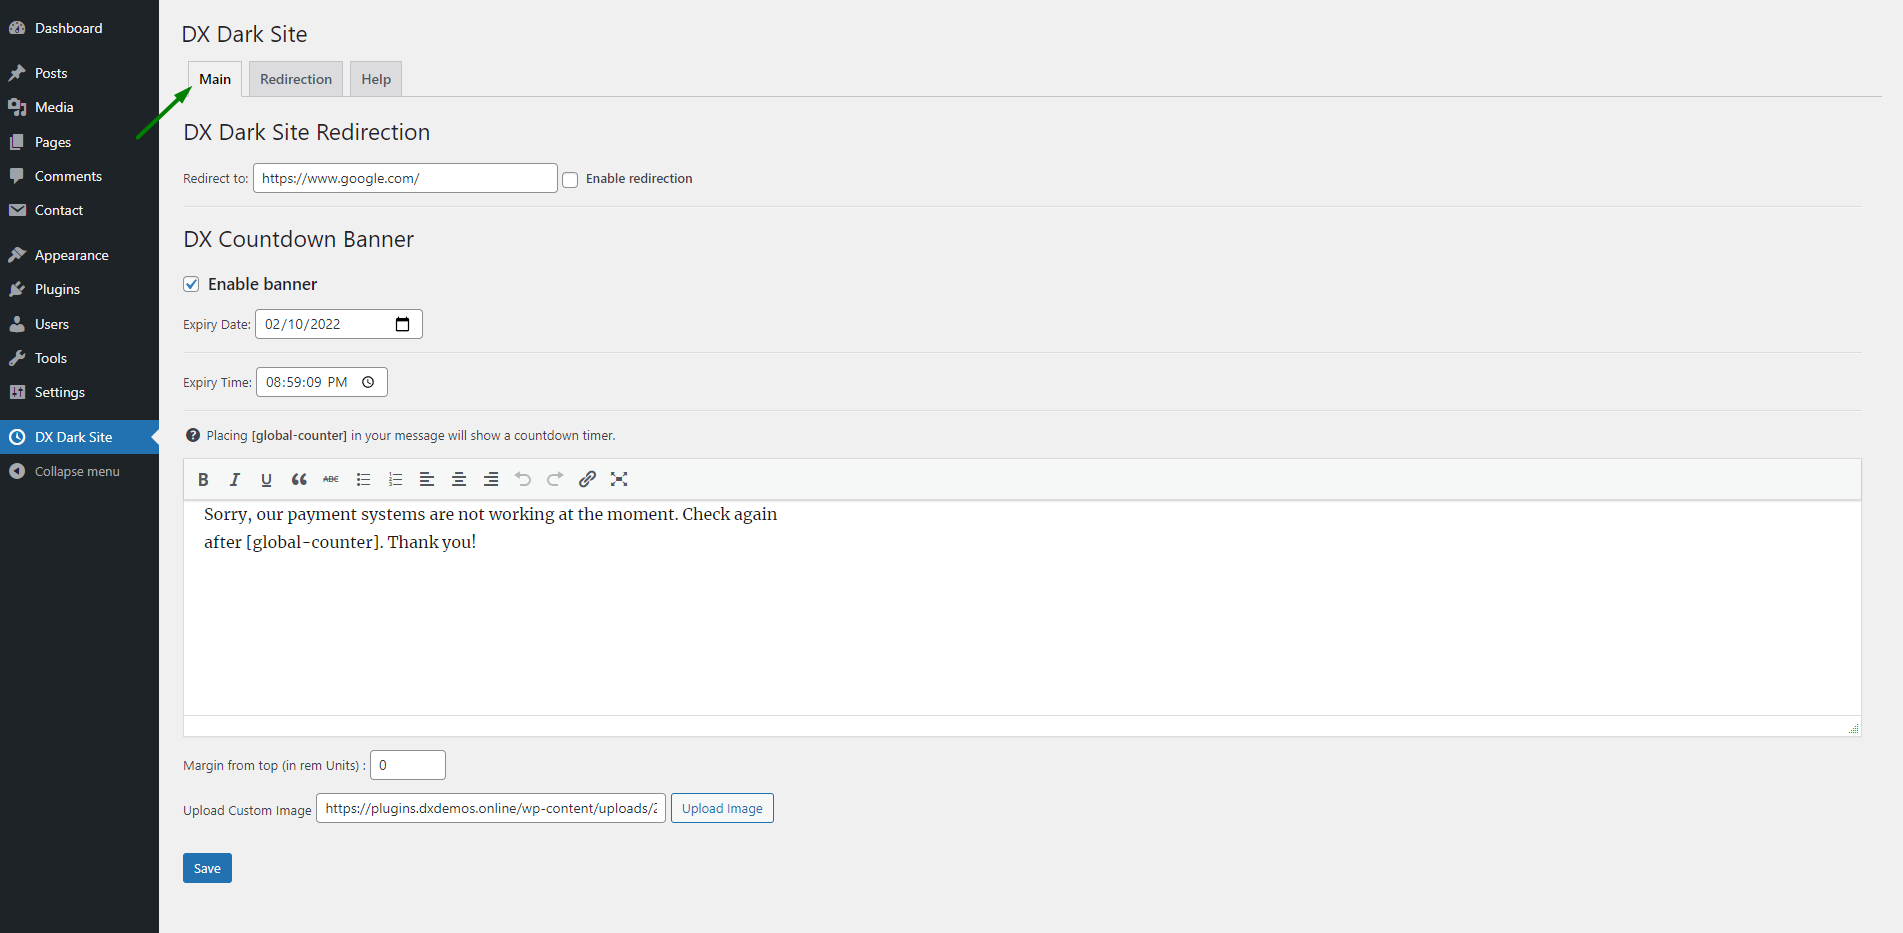 Dashboard
Posts
Media
Pages
Comments
Contact
Appearance
Plugins
Users
Tools
Settings
DX Dark Site
Collapse menu
DX Dark Site
Main
Redirection
Help
DX Dark Site Redirection
Redirect to: https://www.google.com/ Enable redirection
DX Countdown Banner
Enable banner
Expiry Date: 02/10/2022
Expiry Time: 08:59:09 PM
Placing [global-counter] in your message will show a countdown timer.
B I U ABC
Sorry, our payment systems are not working at the moment. Check again
after [global-counter]. Thank you!
Margin from top (in rem Units) : 0
Upload Custom Image https://plugins.dxdemos.online/wp-content/uploads/2 Upload Image
Save